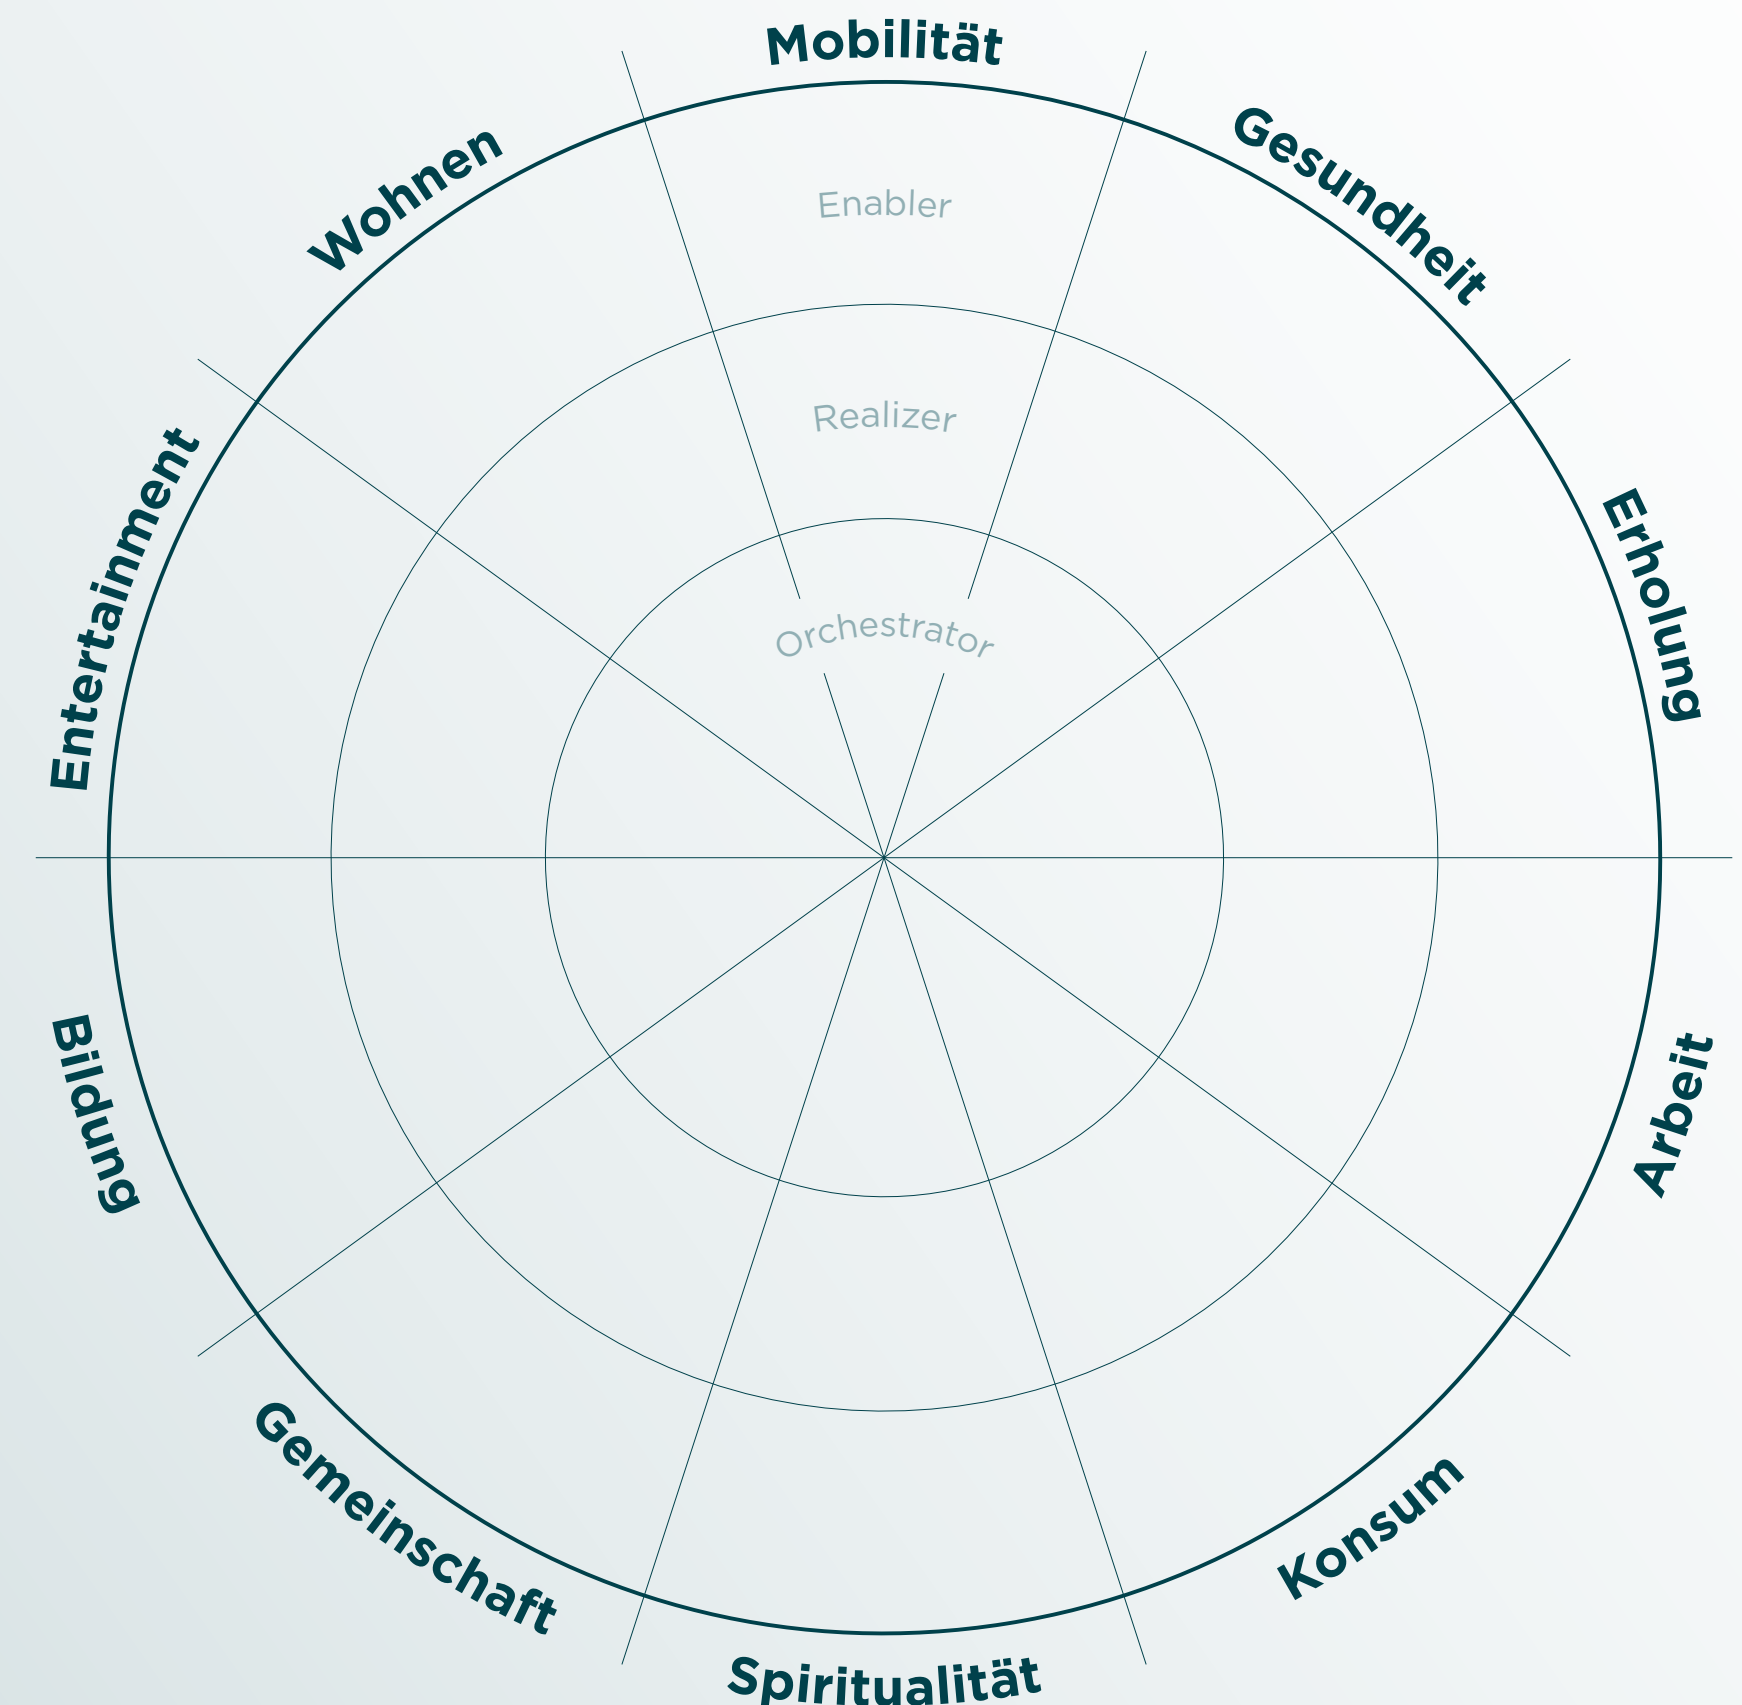 Mobilität
Gesundheit
Erholung
Arbeit
Konsum
Spiritualität
Gemeinschaft
Bildung
Entertainment
Wohnen
Enabler
Realizer
Orchestrator